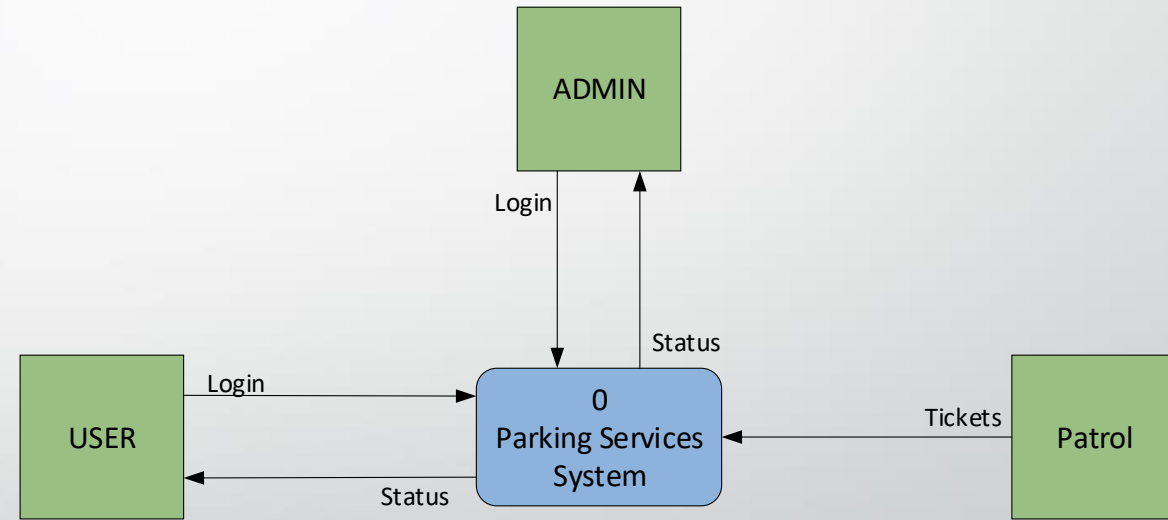 ADMIN
Login
Status
Login
USER
Status
0
Parking Services
System
Tickets
Patrol